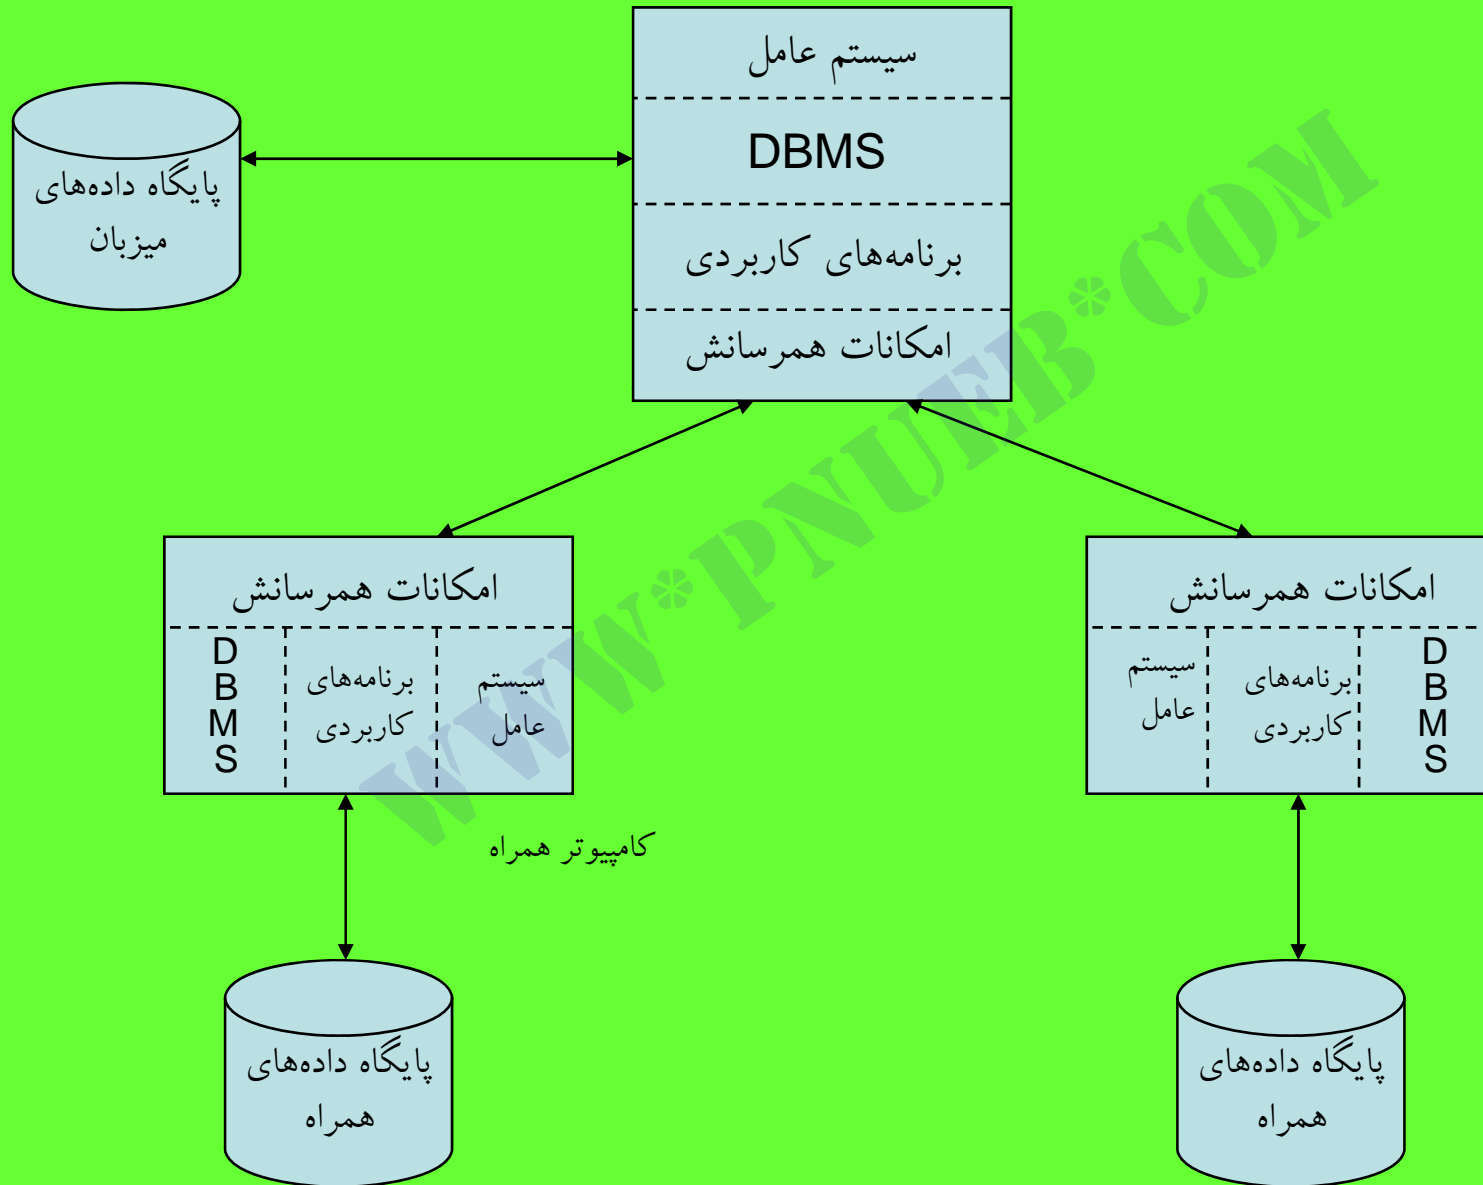 سیستم عامل
DBMS
برنامه‌های کاربردی
امکانات همرسانش
پایگاه داده‌های
میزبان
امکانات همرسانش
D
B
M
S
برنامه‌های
کاربردی
سیستم
عامل
امکانات همرسانش
سیستم
عامل
برنامه‌های
کاربردی
D
B
M
S
کامپیوتر همراه
پایگاه داده‌های
همراه
پایگاه داده‌های
همراه
WWW*PNUEB*COM